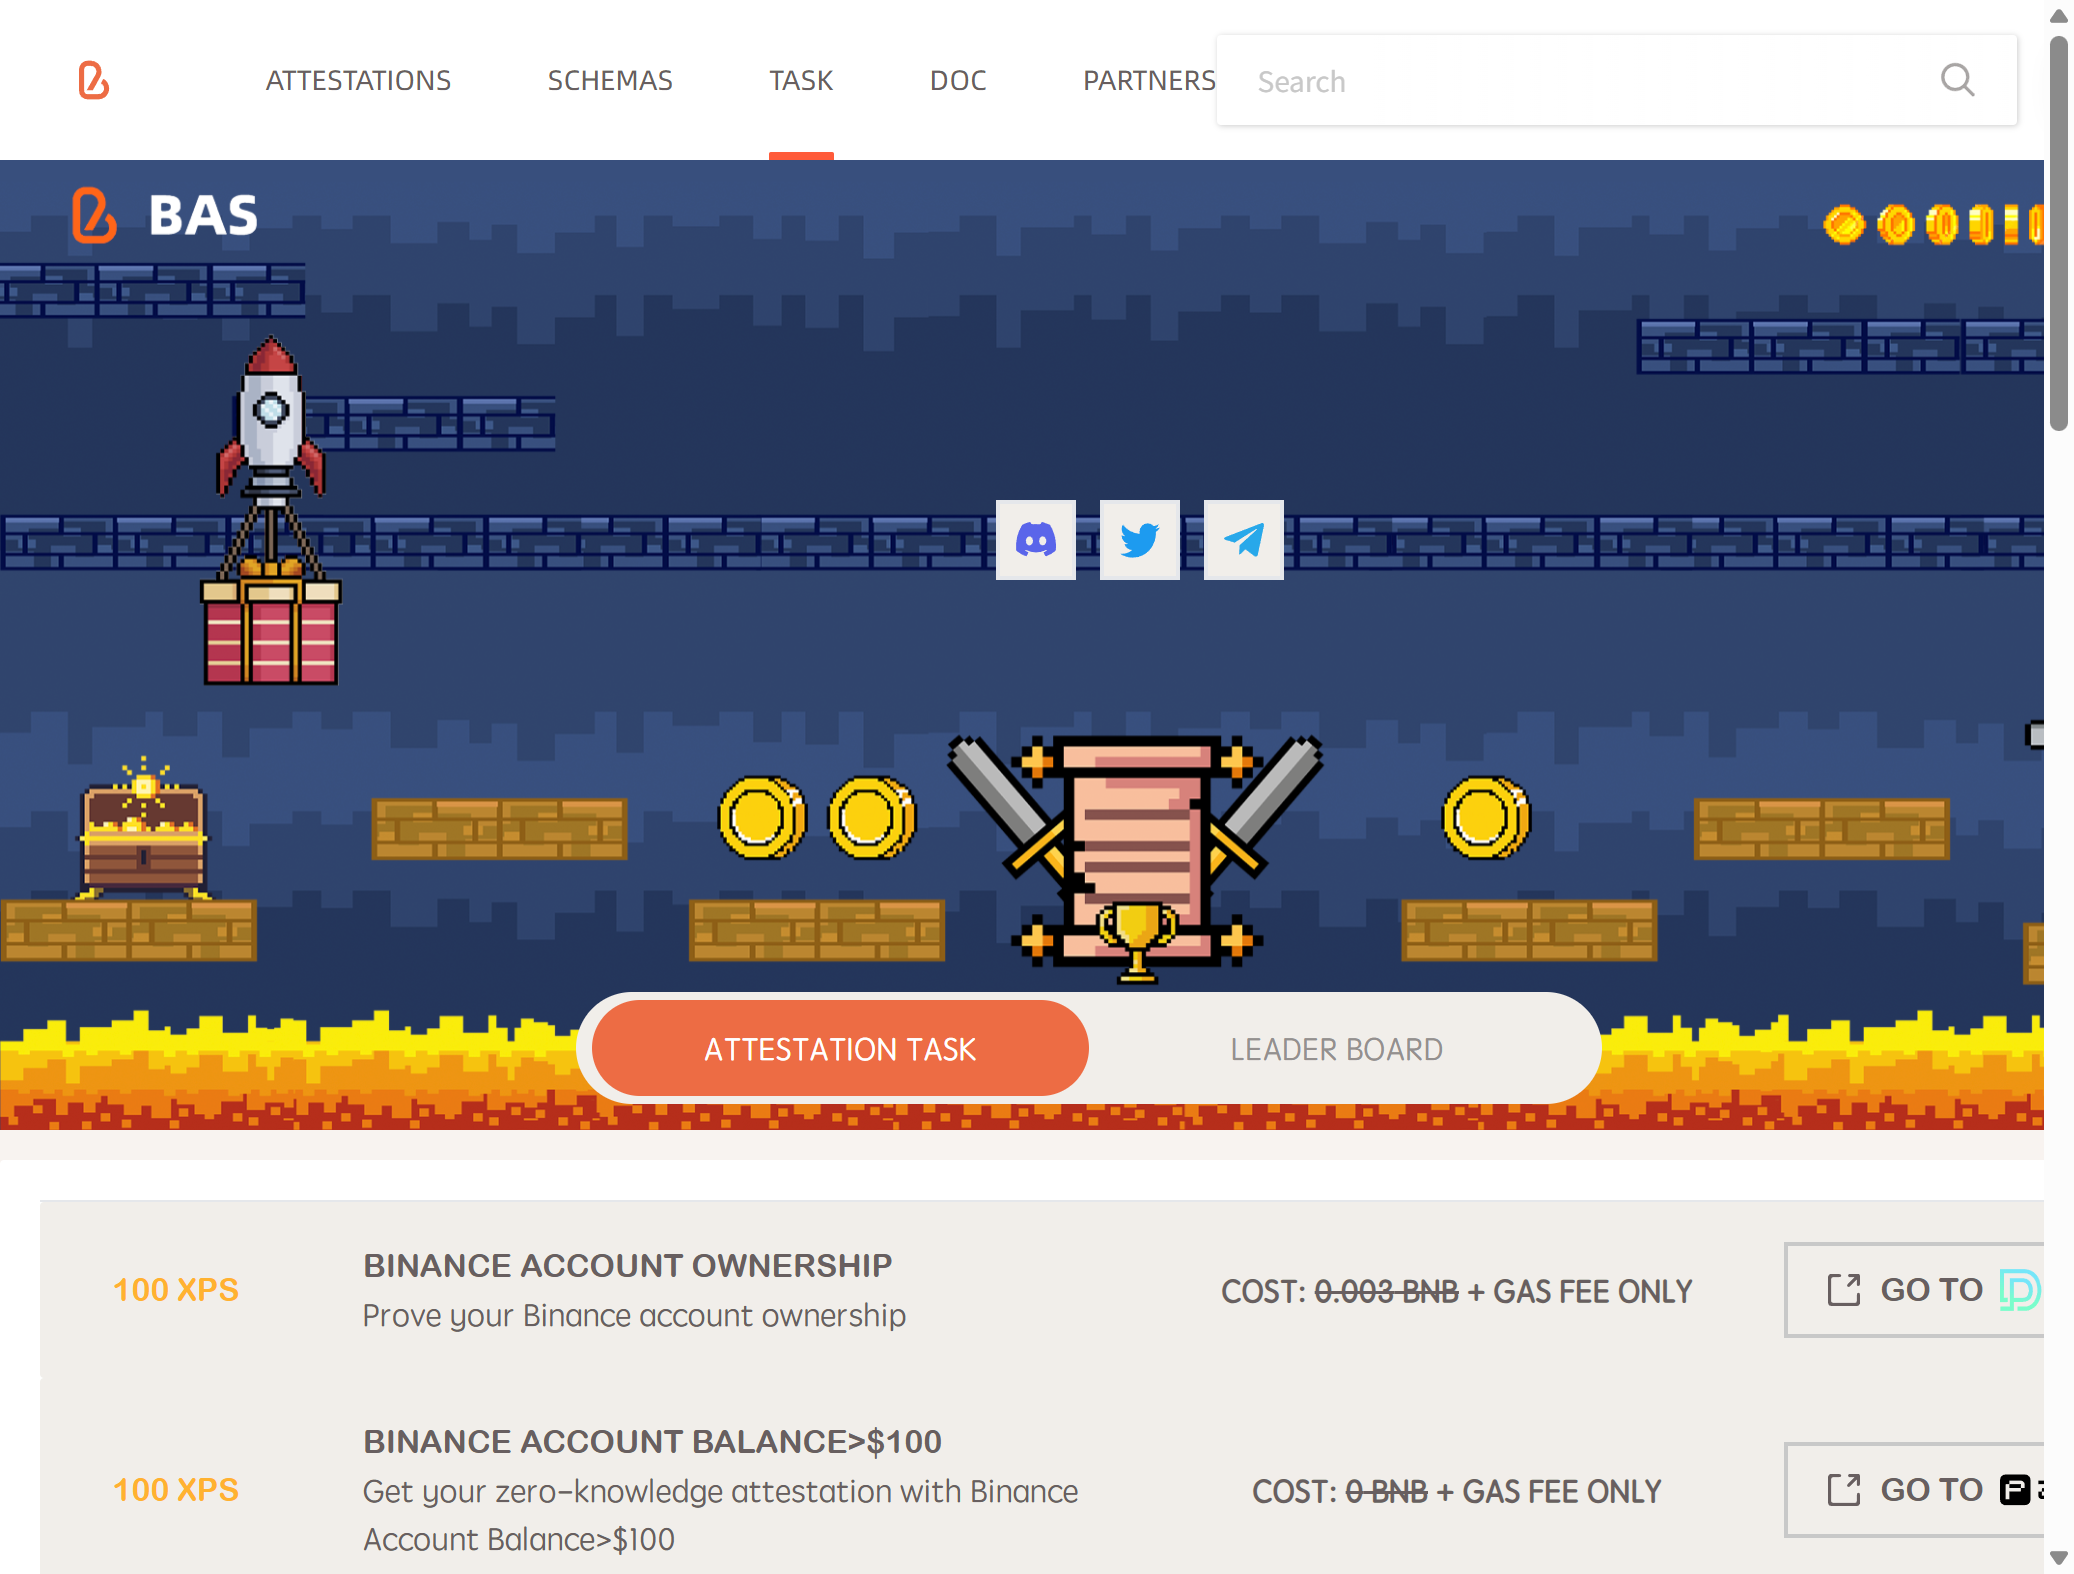 ATTESTATIONS SCHEMAS TASK DOC PARTNERS Search
BAS
ATTESTATION TASK LEADER BOARD
BINANCE ACCOUNT OWNERSHIP
100 XPS COST: 0.003 BNB + GAS FEE ONLY GO TO
Prove your Binance account ownership
BINANCE ACCOUNT BALANCE>$100
100 XPS Get your zero-knowledge attestation with Binance COST: 0 BNB + GAS FEE ONLY GO TO
Account Balance>$100